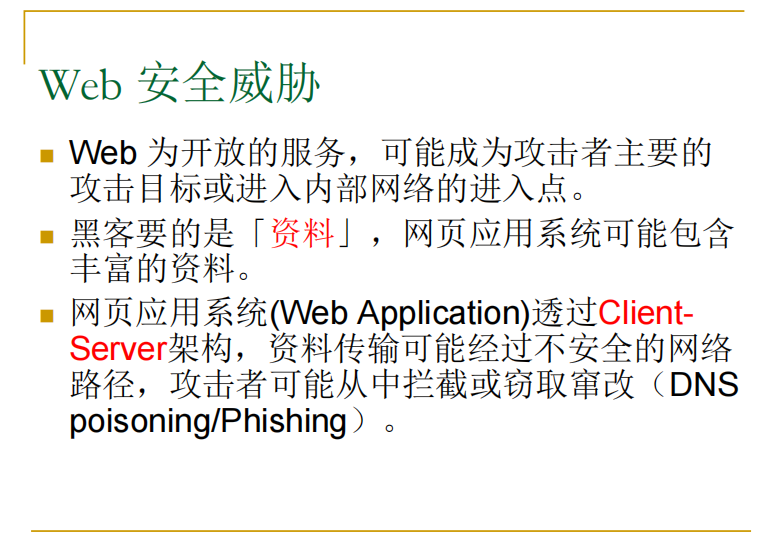 Web 安全威胁
Web 为开放的服务，可能成为攻击者主要的
攻击目标或进入内部网络的进入点。
黑客要的是「资料」，网页应用系统可能包含
丰富的资料。
网页应用系统(Web Application)透过Client-
Server架构，资料传输可能经过不安全的网络
路径，攻击者可能从中拦截或窃取窜改（DNS
poisoning/Phishing）。